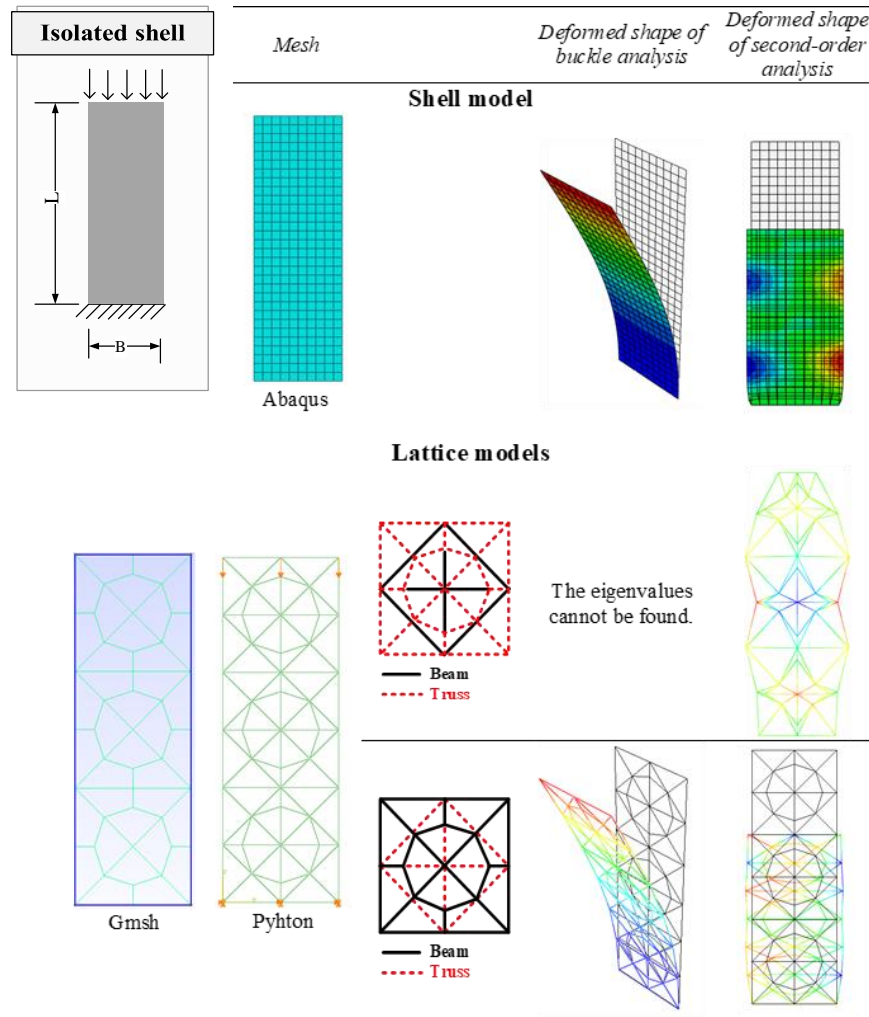 Isolated shell
L
B
Mesh
Deformed shape of
buckle analysis
Deformed shape
of second-order
analysis
Shell model
Abaqus
Lattice models
Gmsh
Pyhton
Beam
Truss
The eigenvalues
cannot be found.
Beam
Truss